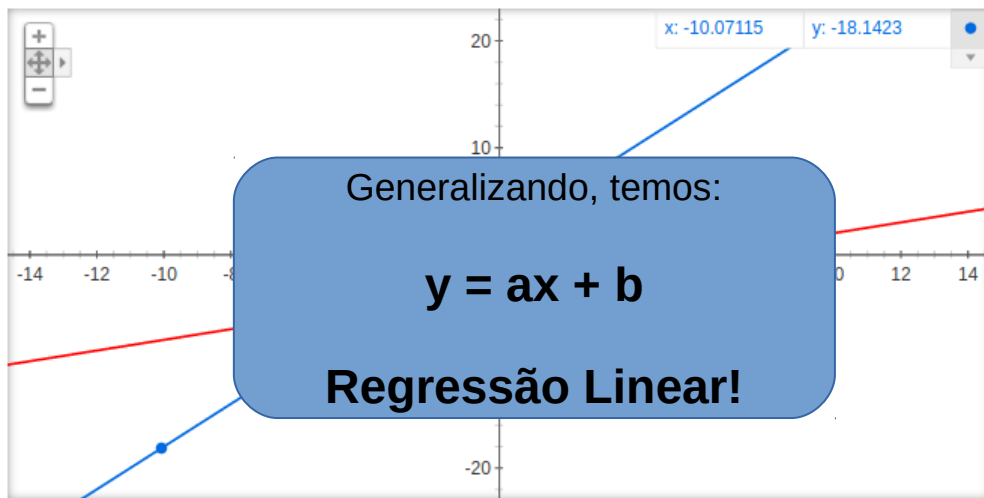 x: -10.07115 y: -18.1423
20
10
Generalizando, temos:
-14 -12 -10 12 14
y = ax + b
Regressão Linear!
-20